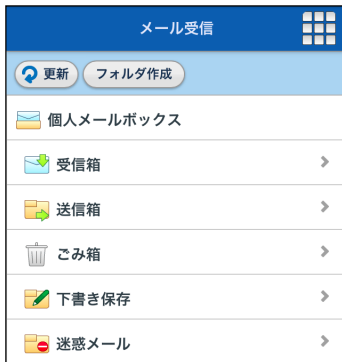 メール受信
更新 フォルダ作成
個人メールボックス
受信箱
送信箱
ごみ箱
下書き保存
迷惑メール